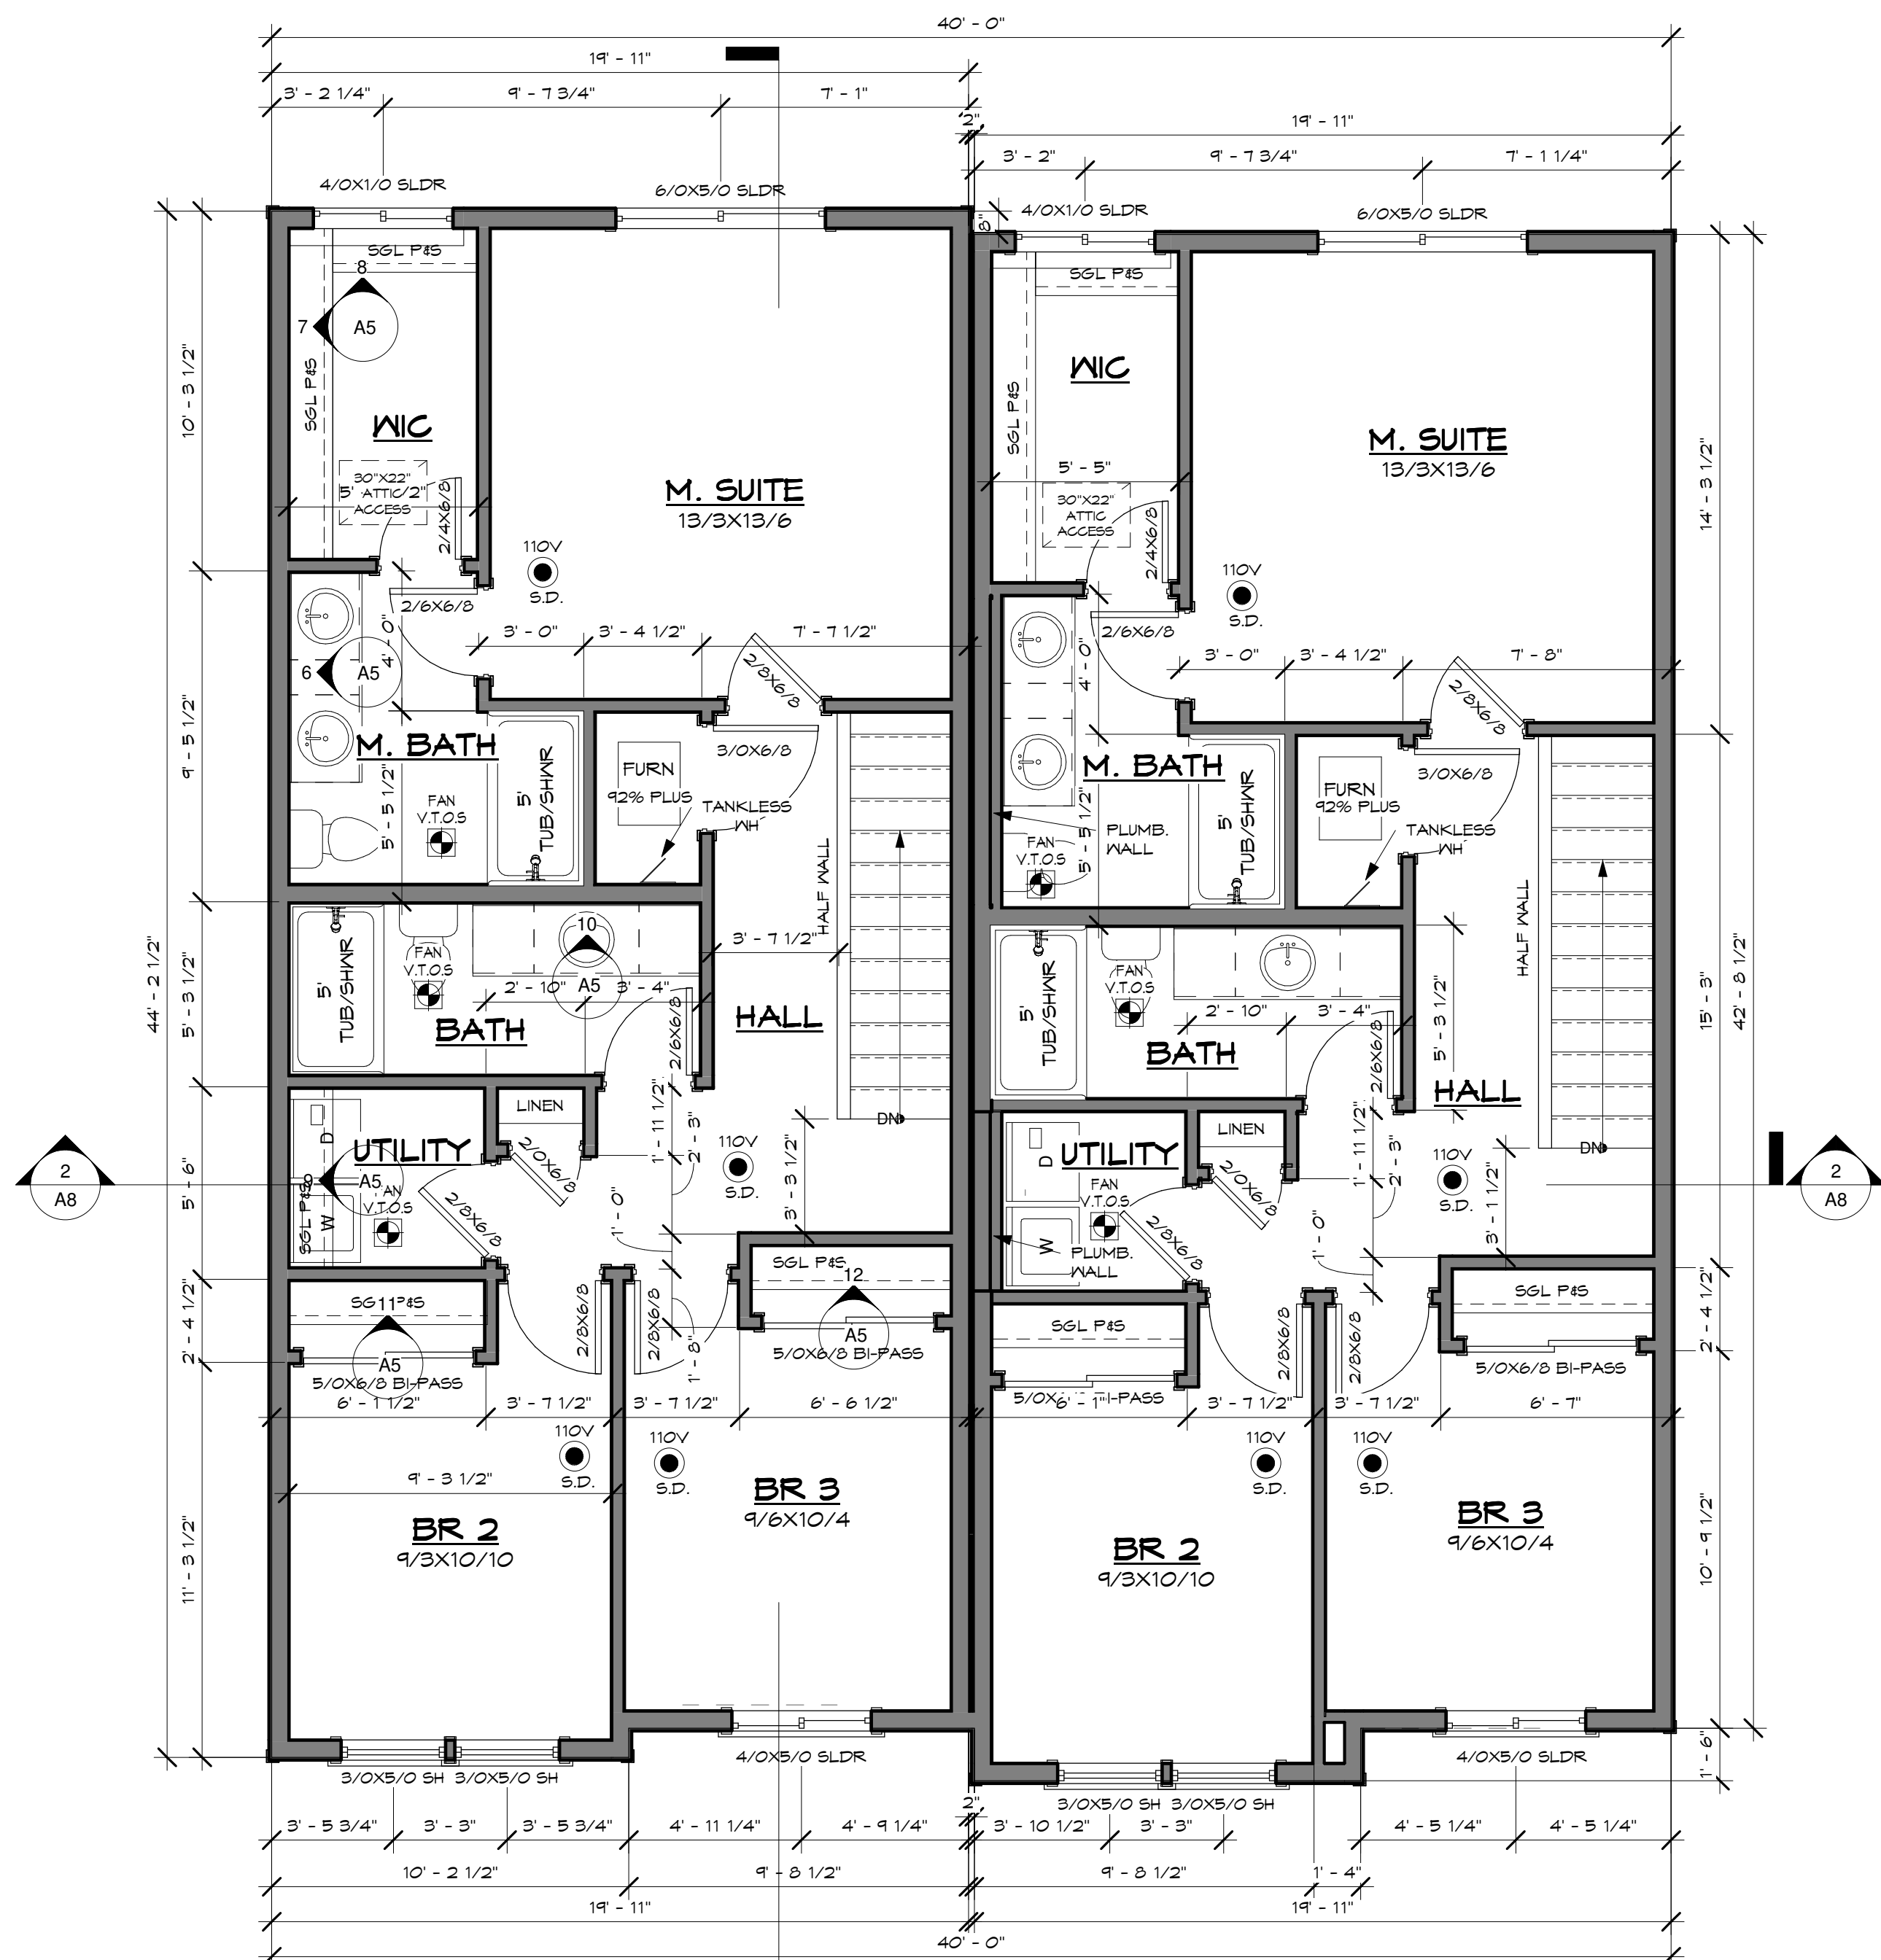 40' - 0"
19' - 11"
3' - 2 1/4"
9' - 7 3/4"
7' - 1"
2"
19' - 11"
3' - 2"
9' - 7 3/4"
7' - 1 1/4"
4/0X1/0 SLDR
6/0X5/0 SLDR
4/0X1/0 SLDR
6/0X5/0 SLDR
8"
SGL P&S
8
7
A5
SGL P&S
WIC
30"X22"
ATTIC
ACCESS
2/4X6/8
10' - 3 1/2"
M. SUITE
13/3X13/6
110V
S.D.
SGL P&S
SGL P&S
WIC
5' - 5"
30"X22"
ATTIC
ACCESS
2/4X6/8
M. SUITE
13/3X13/6
110V
S.D.
14' - 3 1/2"
2/6X6/8
4' - 0"
6
A5
3' - 0"
3' - 4 1/2"
7' - 7 1/2"
2/8X6/8
3/0X6/8
9' - 5 1/2"
M. BATH
5' - 5 1/2"
FAN
V.T.O.S
5'
TUB/SHWR
FURN
92% PLUS
TANKLESS
WH
HALF WALL
2/6X6/8
4' - 0"
3' - 0"
3' - 4 1/2"
7' - 8"
2/8X6/8
3/0X6/8
M. BATH
5' - 5 1/2"
PLUMB.
WALL
FAN
V.T.O.S
5'
TUB/SHWR
FURN
92% PLUS
TANKLESS
WH
HALF WALL
44' - 2 1/2"
5' - 3 1/2"
5'
TUB/SHWR
FAN
V.T.O.S
10
A5
2' - 10"
3' - 4"
BATH
2/6X6/8
3' - 7 1/2"
HALL
DN
5'
TUB/SHWR
FAN
V.T.O.S
2' - 10"
3' - 4"
BATH
2/6X6/8
5' - 3 1/2"
HALL
DN
15' - 3"
42' - 8 1/2"
2
A8
5' - 6"
D
UTILITY
A5
SGL P&S
W
FAN
V.T.O.S
2/8X6/8
LINEN
2/0X6/8
1' - 11 1/2"
2' - 3"
1' - 0"
110V
S.D.
3' - 3 1/2"
D
UTILITY
FAN
V.T.O.S
W
PLUMB.
WALL
2/8X6/8
LINEN
2/0X6/8
1' - 11 1/2"
2' - 3"
1' - 0"
110V
S.D.
3' - 1 1/2"
2
A8
2' - 4 1/2"
11
A5
5/0X6/8 BI-PASS
2/8X6/8
2/8X6/8
1' - 8"
SGL P&S
12
A5
5/0X6/8 BI-PASS
SGL P&S
2/8X6/8
2/8X6/8
SGL P&S
5/0X6/8 BI-PASS
2' - 4 1/2"
6' - 1 1/2"
3' - 7 1/2"
3' - 7 1/2"
6' - 6 1/2"
6' - 1"
3' - 7 1/2"
3' - 7 1/2"
6' - 7"
110V
S.D.
110V
S.D.
110V
S.D.
110V
S.D.
9' - 3 1/2"
11' - 3 1/2"
BR 2
9/3X10/10
BR 3
9/6X10/4
BR 2
9/3X10/10
BR 3
9/6X10/4
10' - 9 1/2"
1' - 6"
3/0X5/0 SH 3/0X5/0 SH
4/0X5/0 SLDR
3/0X5/0 SH 3/0X5/0 SH
4/0X5/0 SLDR
2"
3' - 5 3/4"
3' - 3"
3' - 5 3/4"
4' - 11 1/4"
4' - 9 1/4"
3' - 10 1/2"
3' - 3"
4' - 5 1/4"
4' - 5 1/4"
10' - 2 1/2"
9' - 8 1/2"
9' - 8 1/2"
1' - 4"
19' - 11"
19' - 11"
40' - 0"